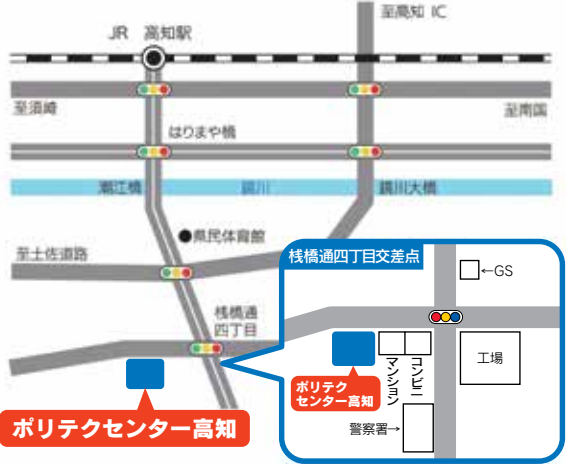 至高知 IC
JR 高知駅
至須崎
至南国
はりまや橋
潮江橋
鏡川
鏡川大橋
●県民体育館
至土佐道路
桟橋通四丁目交差点
←GS
桟橋通
四丁目
工場
コンビニ
マンション
ポリテク
センター高知
警察署→
ポリテクセンター高知